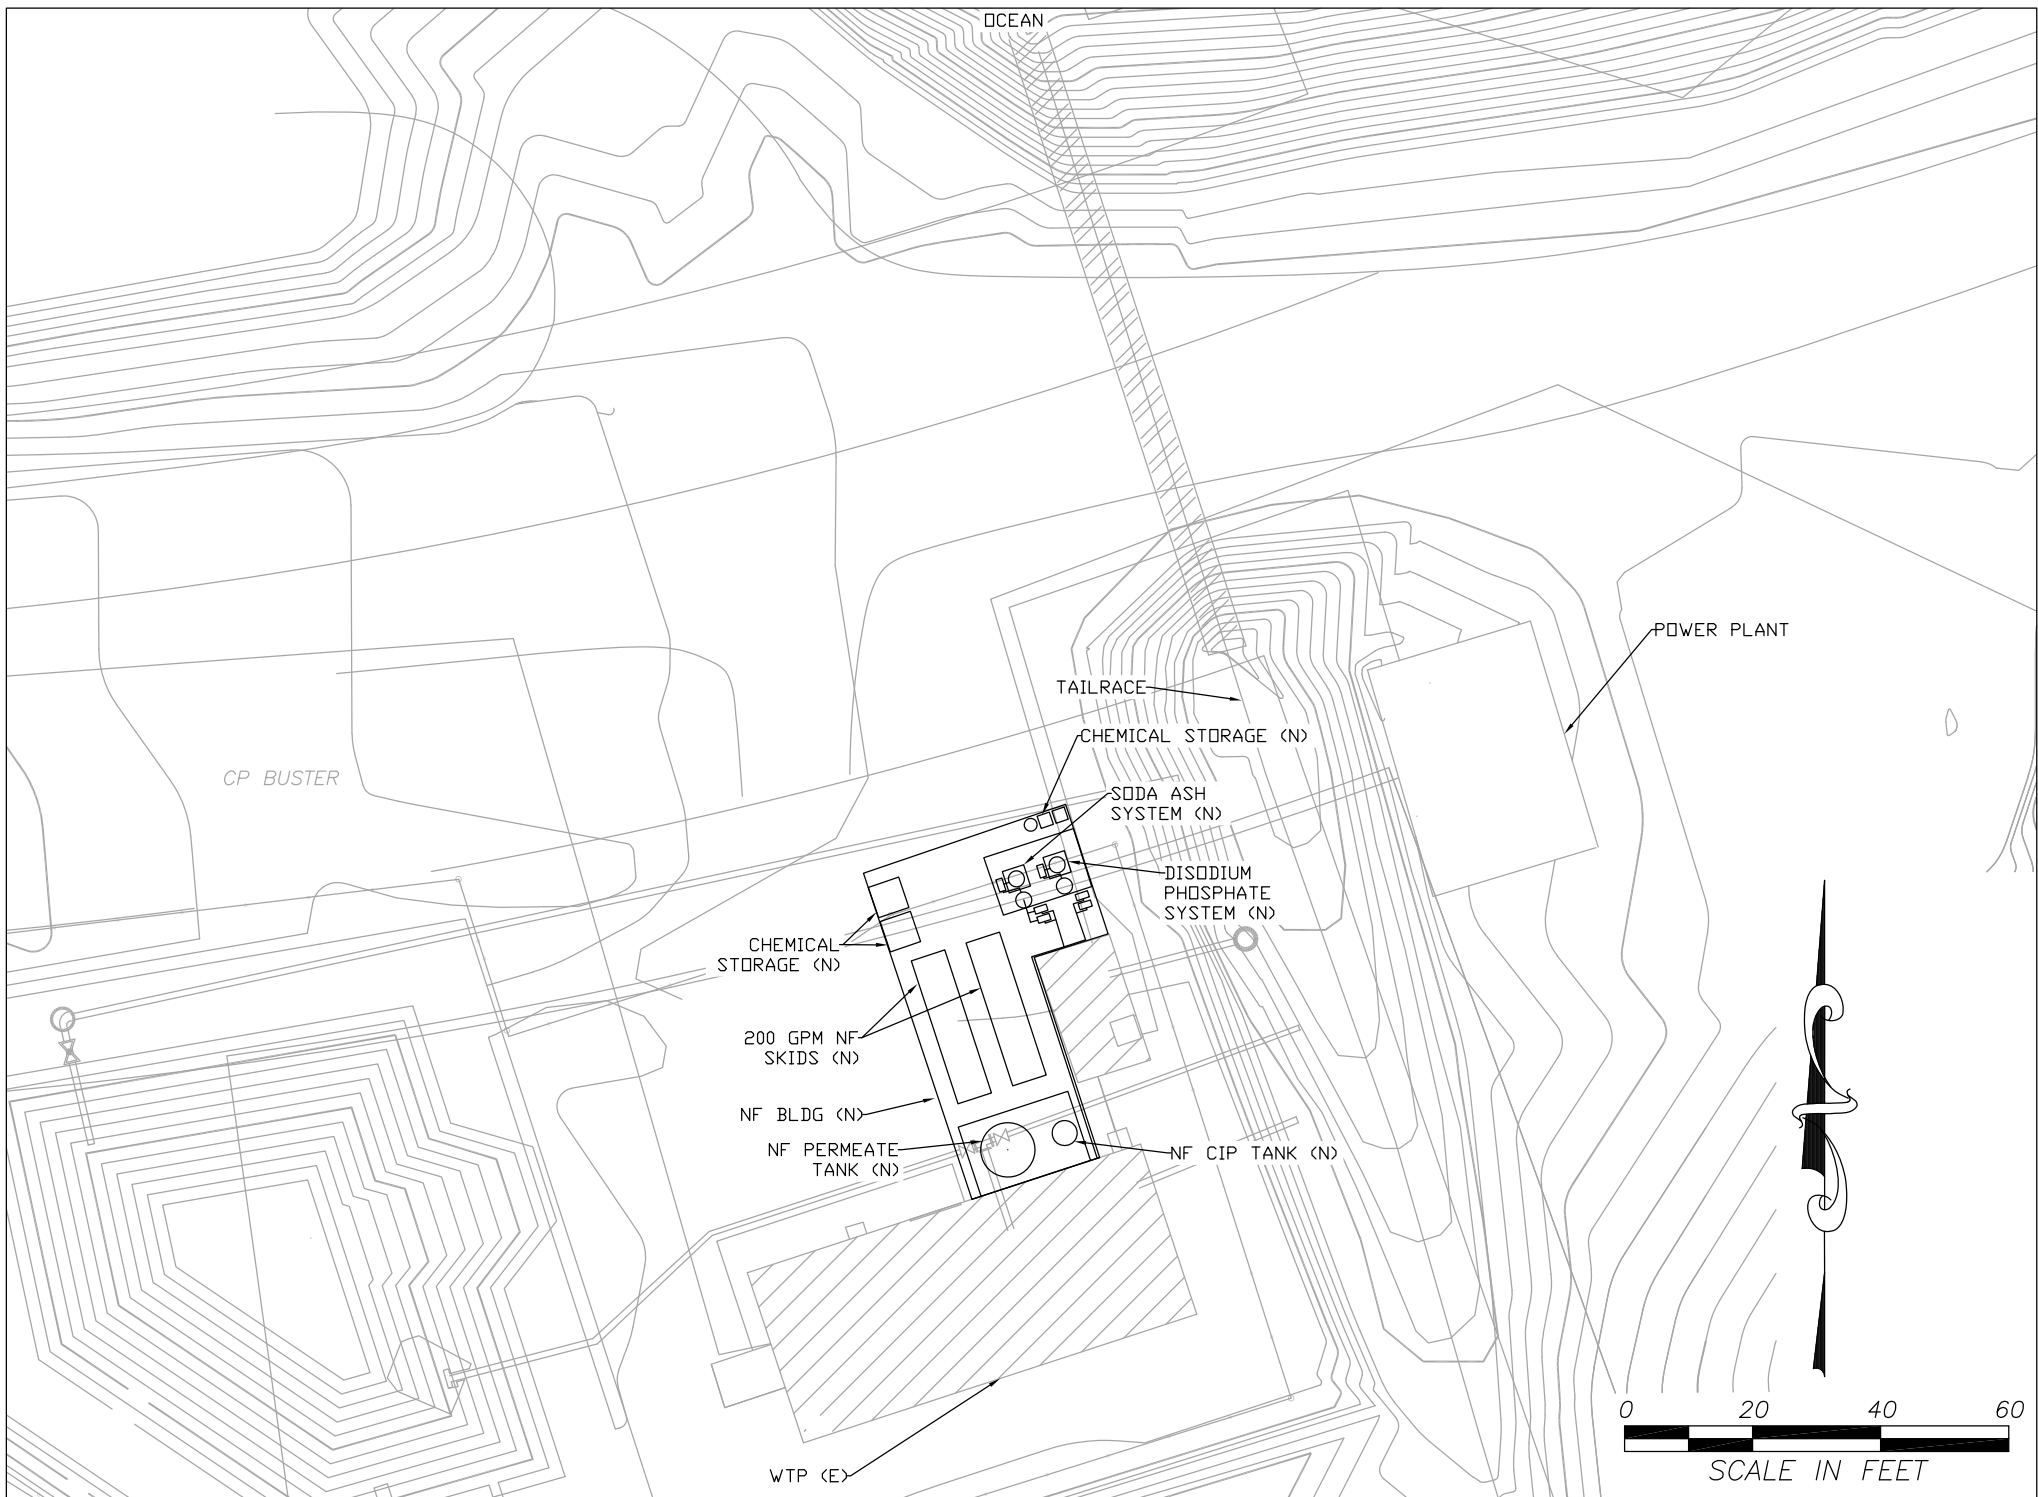 OCEAN
POWER PLANT
TAILRACE
CHEMICAL STORAGE (N)
CP BUSTER
SODA ASH
SYSTEM (N)
DISODIUM
PHOSPHATE
SYSTEM (N)
CHEMICAL
STORAGE (N)
200 GPM NF
SKIDS (N)
NF BLDG (N)
NF PERMEATE
TANK (N)
NF CIP TANK (N)
WTP (E)
0 20 40 60
SCALE IN FEET